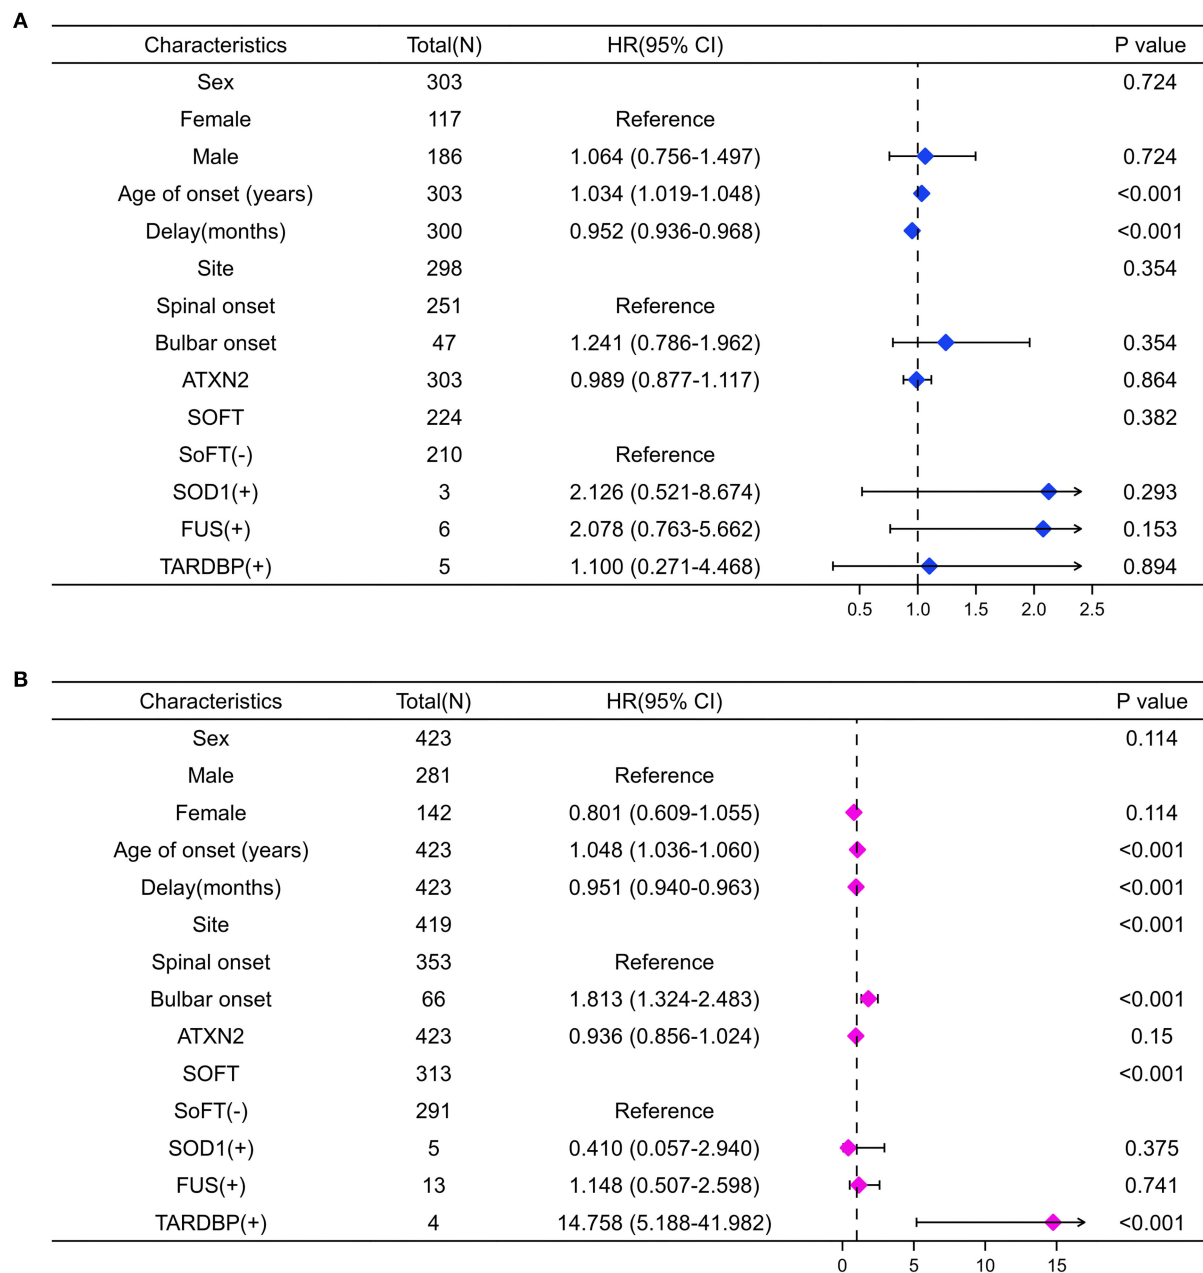 A
Characteristics Total(N) HR(95% CI) P value
Sex 303 0.724
Female 117 Reference
Male 186 1.064 (0.756-1.497) 0.724
Age of onset (years) 303 1.034 (1.019-1.048) <0.001
Delay(months) 300 0.952 (0.936-0.968) <0.001
Site 298 0.354
Spinal onset 251 Reference
Bulbar onset 47 1.241 (0.786-1.962) 0.354
ATXN2 303 0.989 (0.877-1.117) 0.864
SOFT 224 0.382
SoFT(-) 210 Reference
SOD1(+) 3 2.126 (0.521-8.674) 0.293
FUS(+) 6 2.078 (0.763-5.662) 0.153
TARDBP(+) 5 1.100 (0.271-4.468) 0.894
0.5 1.0 1.5 2.0 2.5
B
Characteristics Total(N) HR(95% CI) P value
Sex 423 0.114
Male 281 Reference
Female 142 0.801 (0.609-1.055) 0.114
Age of onset (years) 423 1.048 (1.036-1.060) <0.001
Delay(months) 423 0.951 (0.940-0.963) <0.001
Site 419 <0.001
Spinal onset 353 Reference
Bulbar onset 66 1.813 (1.324-2.483) <0.001
ATXN2 423 0.936 (0.856-1.024) 0.15
SOFT 313 <0.001
SoFT(-) 291 Reference
SOD1(+) 5 0.410 (0.057-2.940) 0.375
FUS(+) 13 1.148 (0.507-2.598) 0.741
TARDBP(+) 4 14.758 (5.188-41.982) <0.001
0 5 10 15